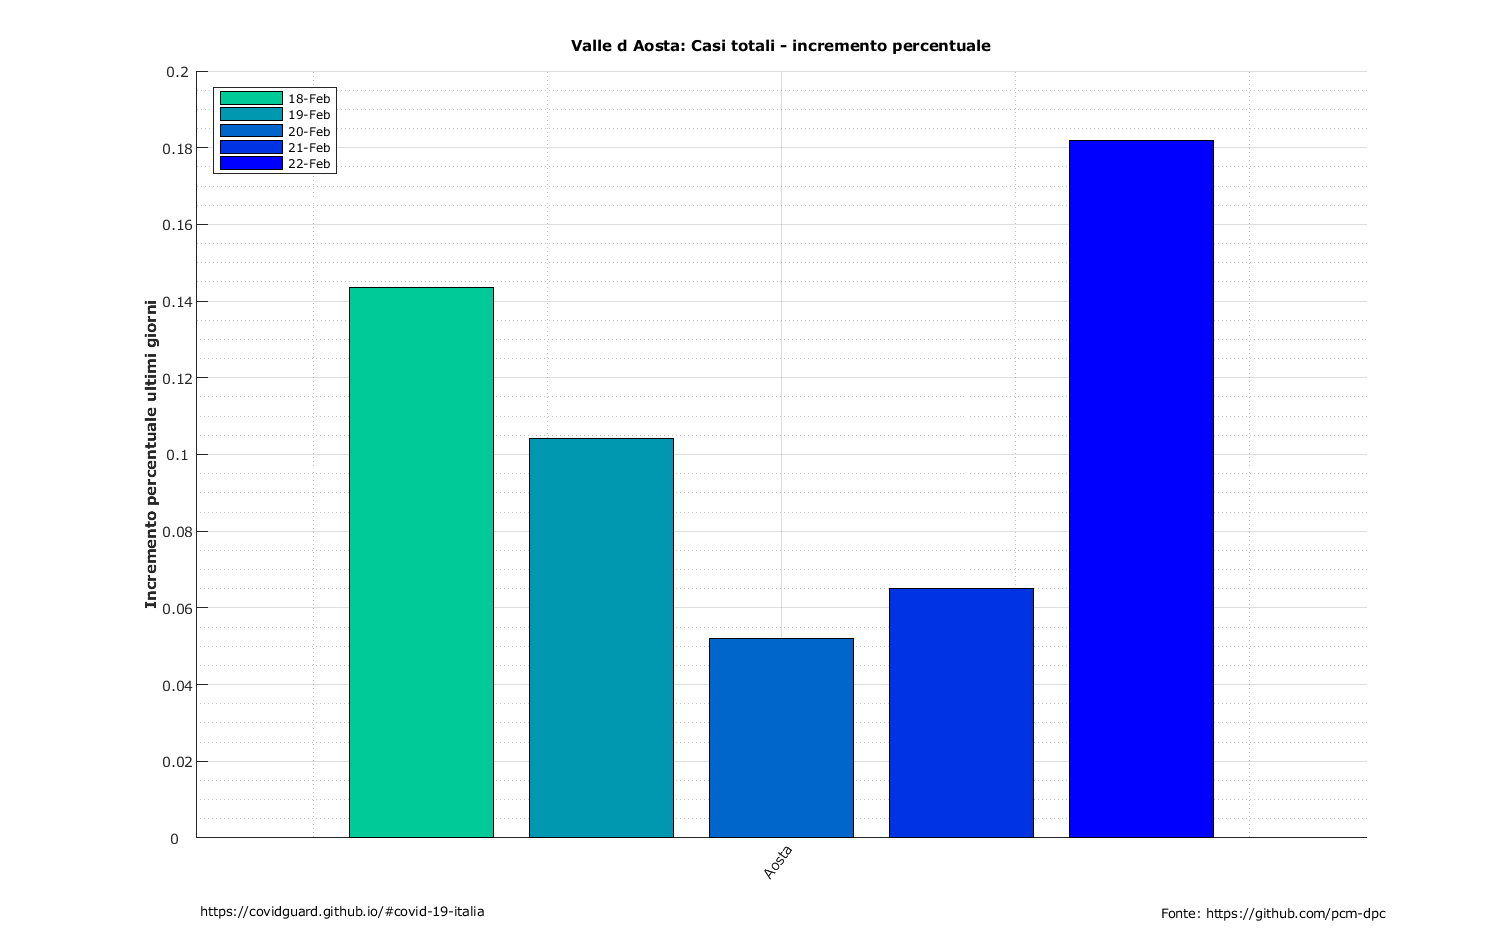 Valle d Aosta: Casi totali - incremento percentuale
18-Feb
19-Feb
20-Feb
21-Feb
22-Feb
Incremento percentuale ultimi giorni
0.2
0.18
0.16
0.14
0.12
0.1
0.08
0.06
0.04
0.02
0
Aosta
https://covidguard.github.io/#covid-19-italia
Fonte: https://github.com/pcm-dpc